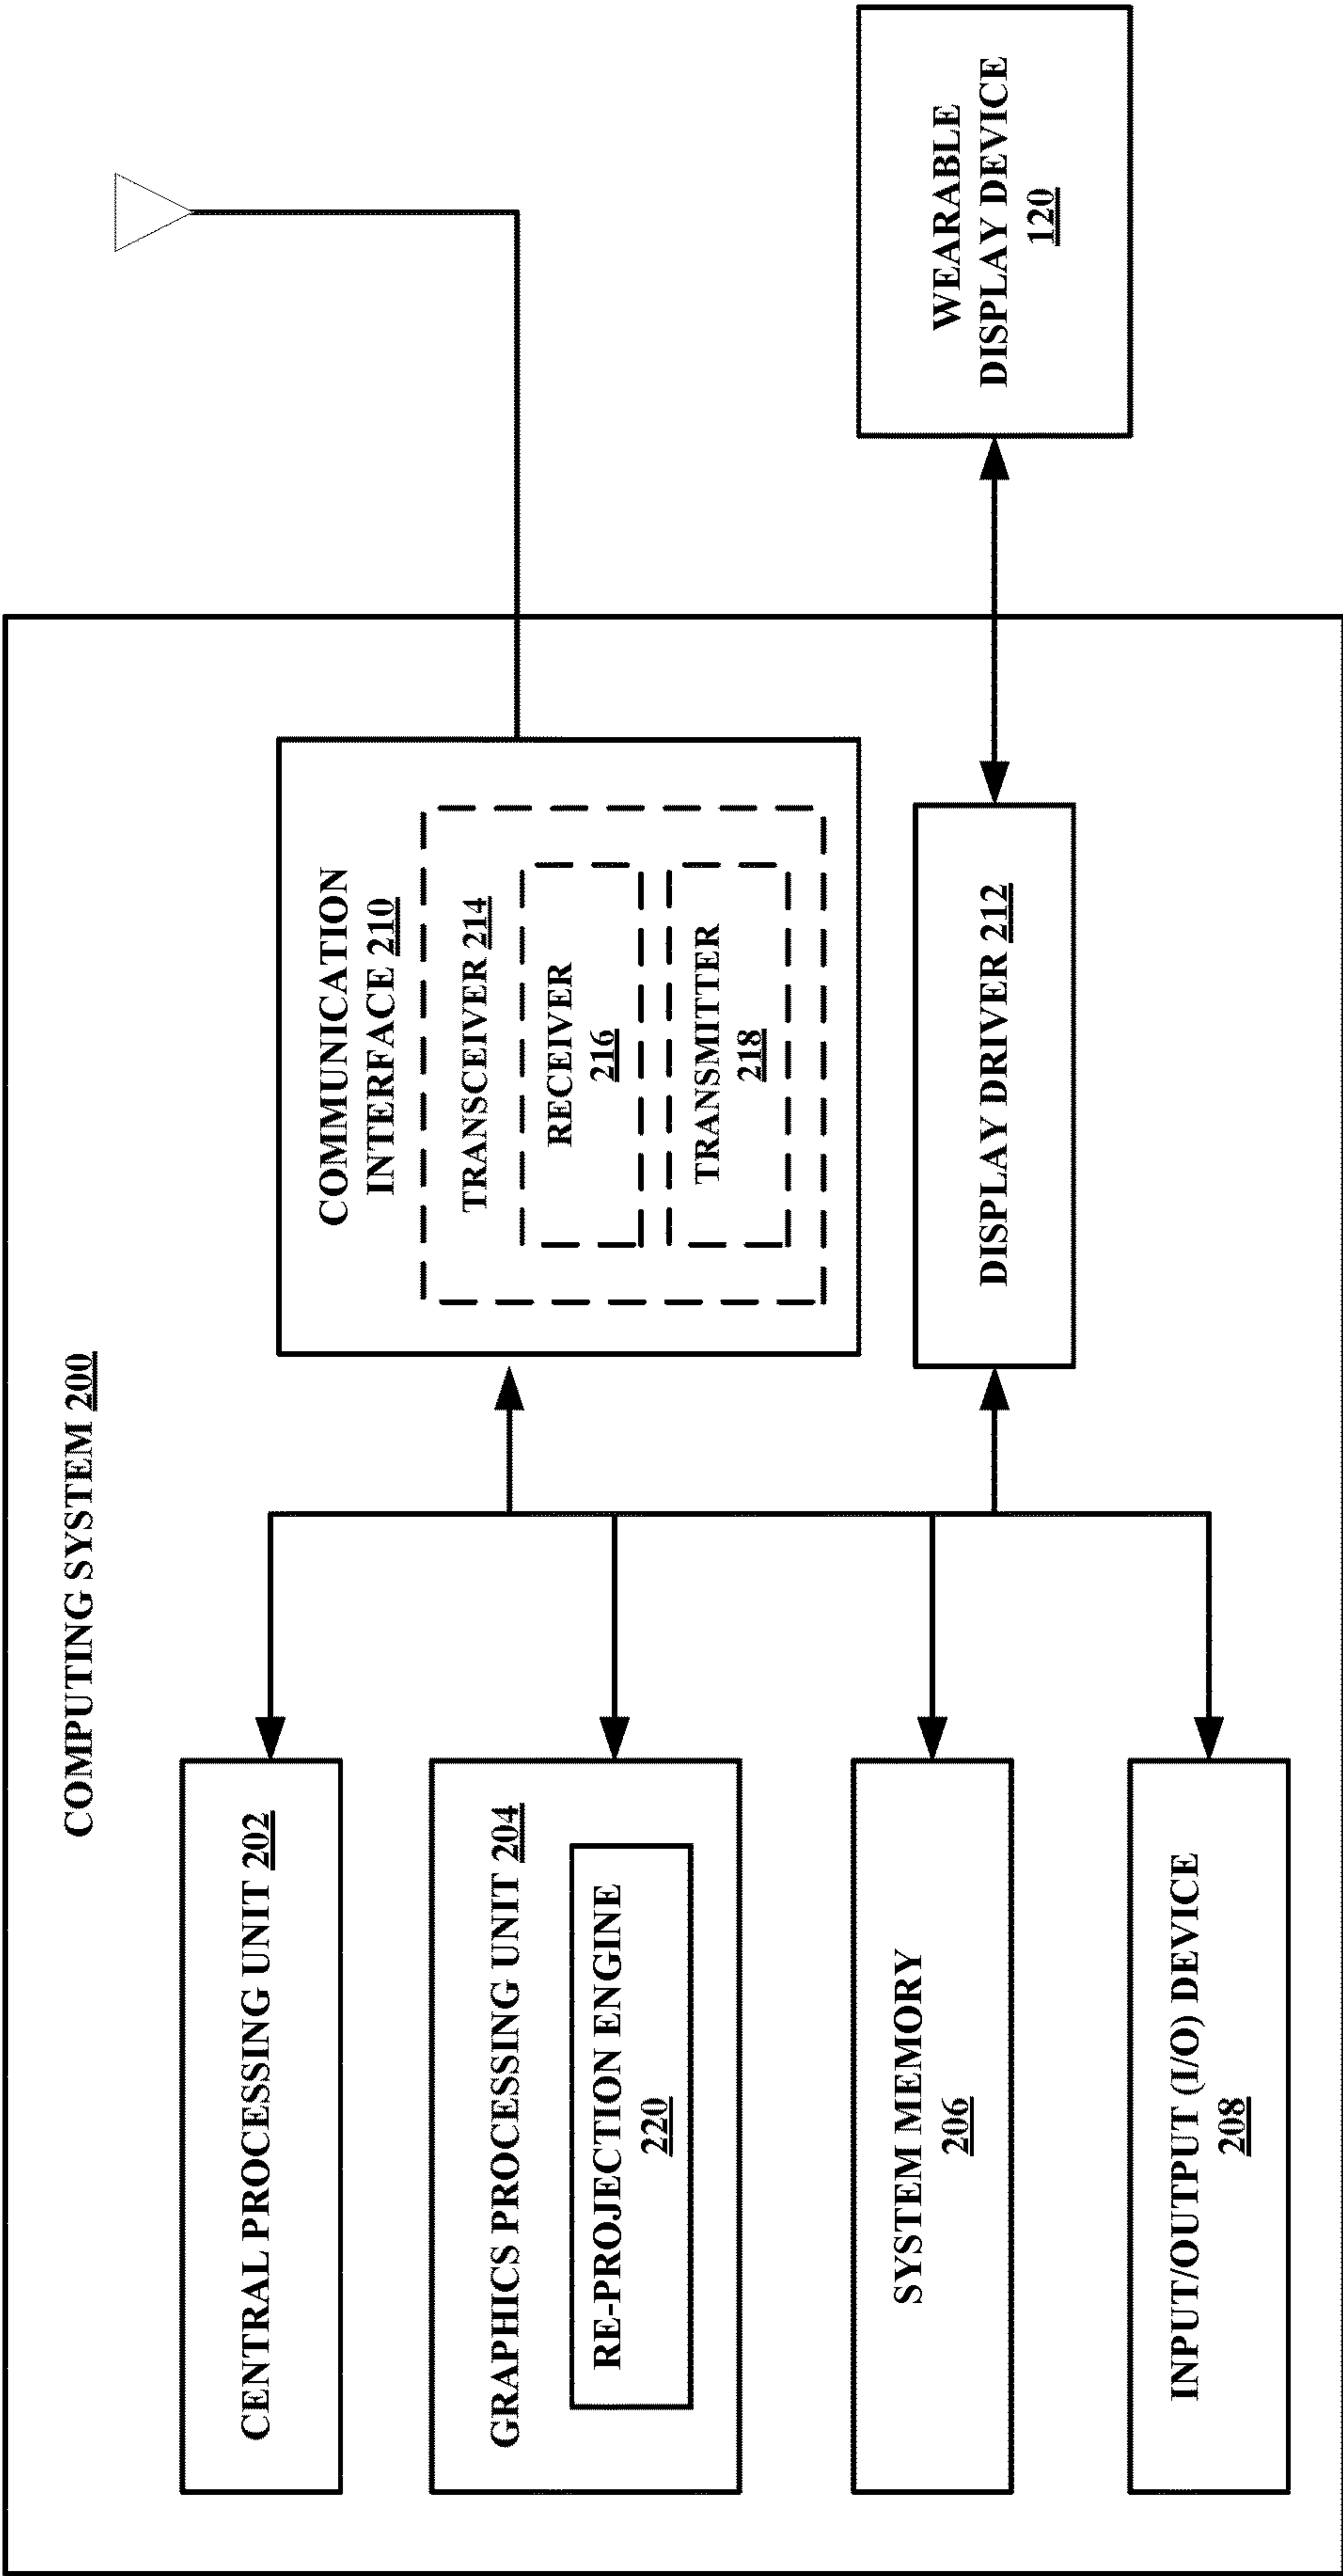 COMPUTING SYSTEM 200
CENTRAL PROCESSING UNIT 202
GRAPHICS PROCESSING UNIT 204
RE-PROJECTION ENGINE
220
SYSTEM MEMORY
206
INPUT/OUTPUT (I/O) DEVICE
208
COMMUNICATION
INTERFACE 210
TRANSCEIVER 214
RECEIVER
216
TRANSMITTER
218
DISPLAY DRIVER 212
WEARABLE
DISPLAY DEVICE
120